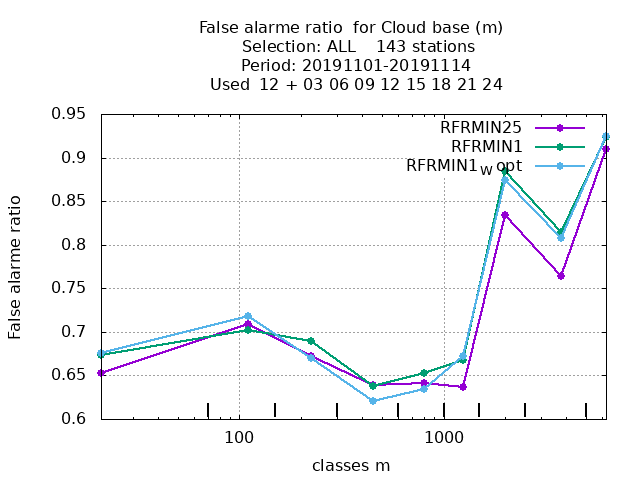 False alarme ratio  for Cloud base (m)
Selection: ALL    143 stations
Period: 20191101-20191114
Used  12 + 03 06 09 12 15 18 21 24
RFRMIN25
RFRMIN1
RFRMIN1w opt
0.95
0.9
0.85
0.8
0.75
0.7
0.65
0.6
100
1000
False alarme ratio
classes m